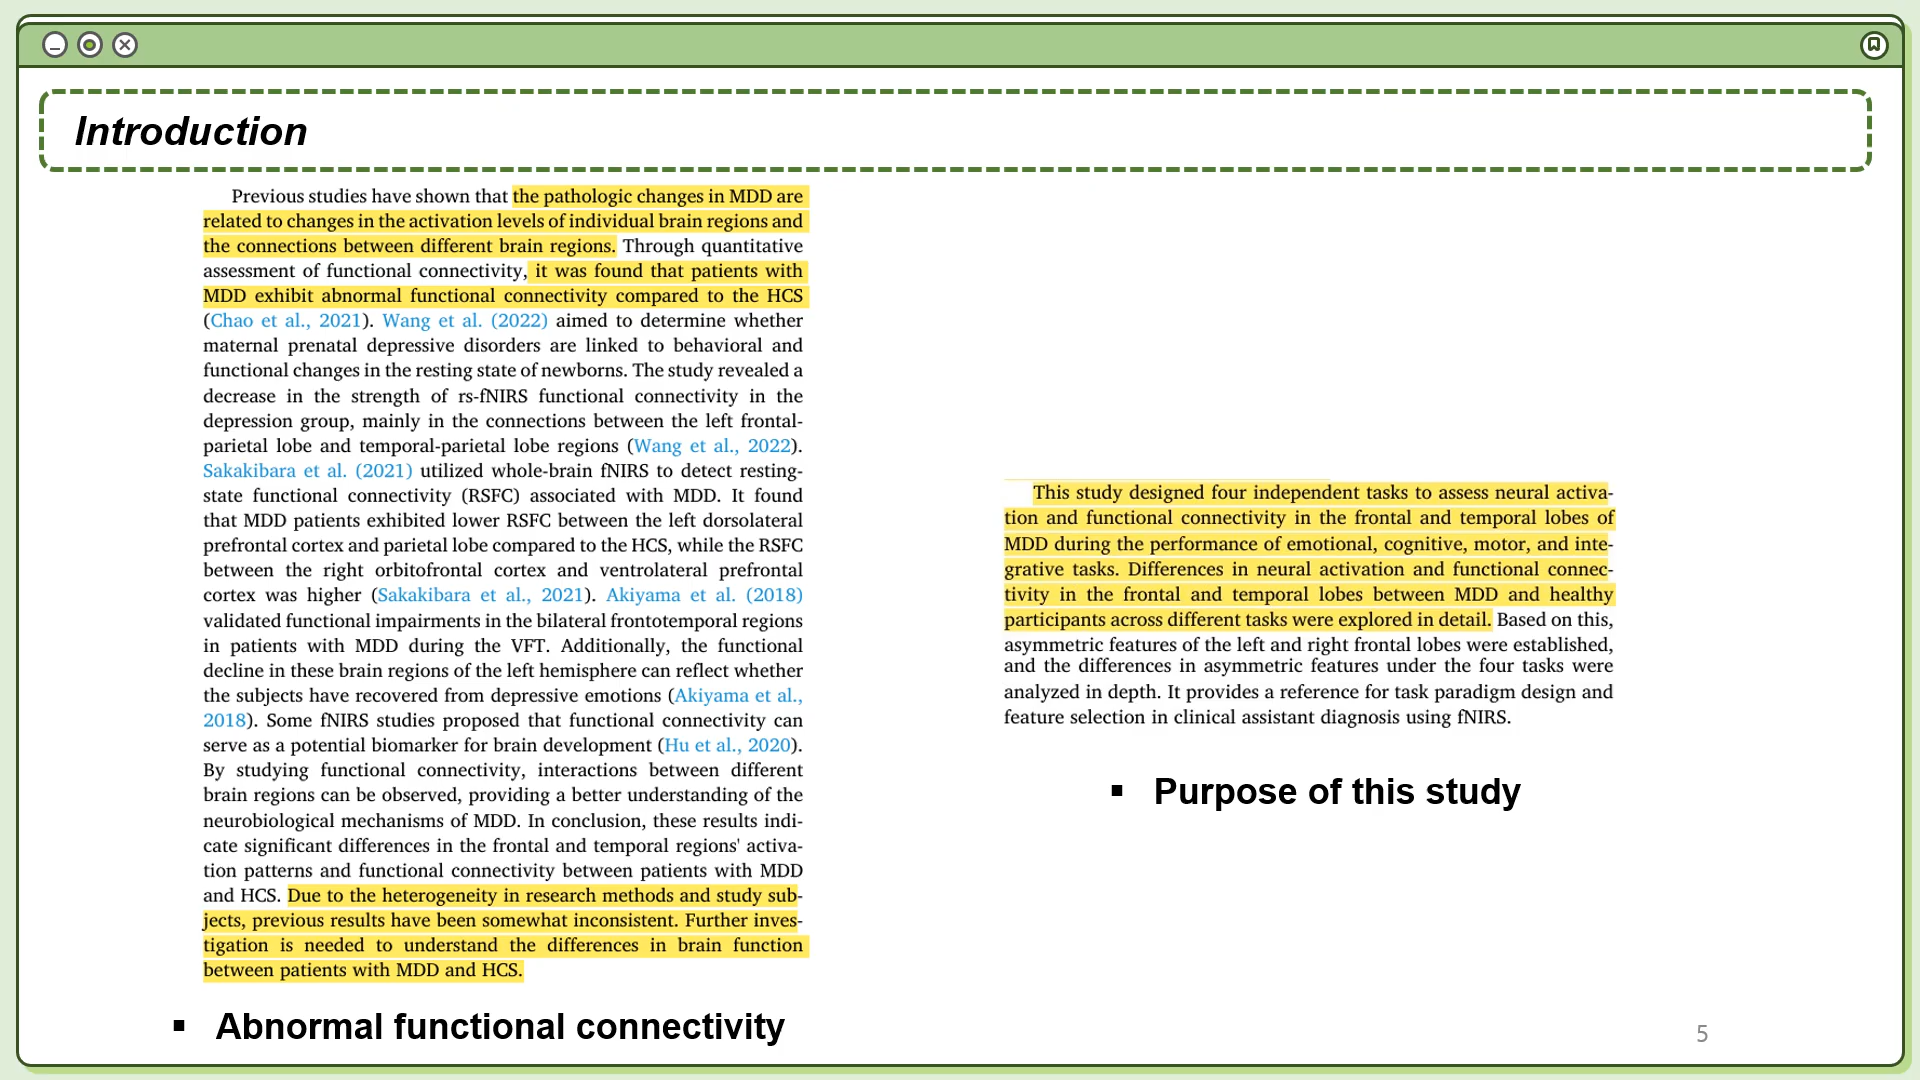 Introduction
Previous studies have shown that the pathologic changes in MDD are
related to changes in the activation levels of individual brain regions and
the connections between different brain regions. Through quantitative
assessment of functional connectivity, it was found that patients with
MDD exhibit abnormal functional connectivity compared to the HCS
(Chao et al., 2021). Wang et al. (2022) aimed to determine whether
maternal prenatal depressive disorders are linked to behavioral and
functional changes in the resting state of newborns. The study revealed a
decrease in the strength of rs-fNIRS functional connectivity in the
depression group, mainly in the connections between the left frontal-
parietal lobe and temporal-parietal lobe regions (Wang et al., 2022).
Sakakibara et al. (2021) utilized whole-brain fNIRS to detect resting-
state functional connectivity (RSFC) associated with MDD. It found
that MDD patients exhibited lower RSFC between the left dorsolateral
prefrontal cortex and parietal lobe compared to the HCS, while the RSFC
between the right orbitofrontal cortex and ventrolateral prefrontal
cortex was higher (Sakakibara et al., 2021). Akiyama et al. (2018)
validated functional impairments in the bilateral frontotemporal regions
in patients with MDD during the VFT. Additionally, the functional
decline in these brain regions of the left hemisphere can reflect whether
the subjects have recovered from depressive emotions (Akiyama et al.,
2018). Some fNIRS studies proposed that functional connectivity can
serve as a potential biomarker for brain development (Hu et al., 2020).
By studying functional connectivity, interactions between different
brain regions can be observed, providing a better understanding of the
neurobiological mechanisms of MDD. In conclusion, these results indi-
cate significant differences in the frontal and temporal regions' activa-
tion patterns and functional connectivity between patients with MDD
and HCS. Due to the heterogeneity in research methods and study sub-
jects, previous results have been somewhat inconsistent. Further inves-
tigation is needed to understand the differences in brain function
between patients with MDD and HCS.
▪ Abnormal functional connectivity
This study designed four independent tasks to assess neural activa-
tion and functional connectivity in the frontal and temporal lobes of
MDD during the performance of emotional, cognitive, motor, and inte-
grative tasks. Differences in neural activation and functional connec-
tivity in the frontal and temporal lobes between MDD and healthy
participants across different tasks were explored in detail. Based on this,
asymmetric features of the left and right frontal lobes were established,
and the differences in asymmetric features under the four tasks were
analyzed in depth. It provides a reference for task paradigm design and
feature selection in clinical assistant diagnosis using fNIRS.
▪ Purpose of this study
5